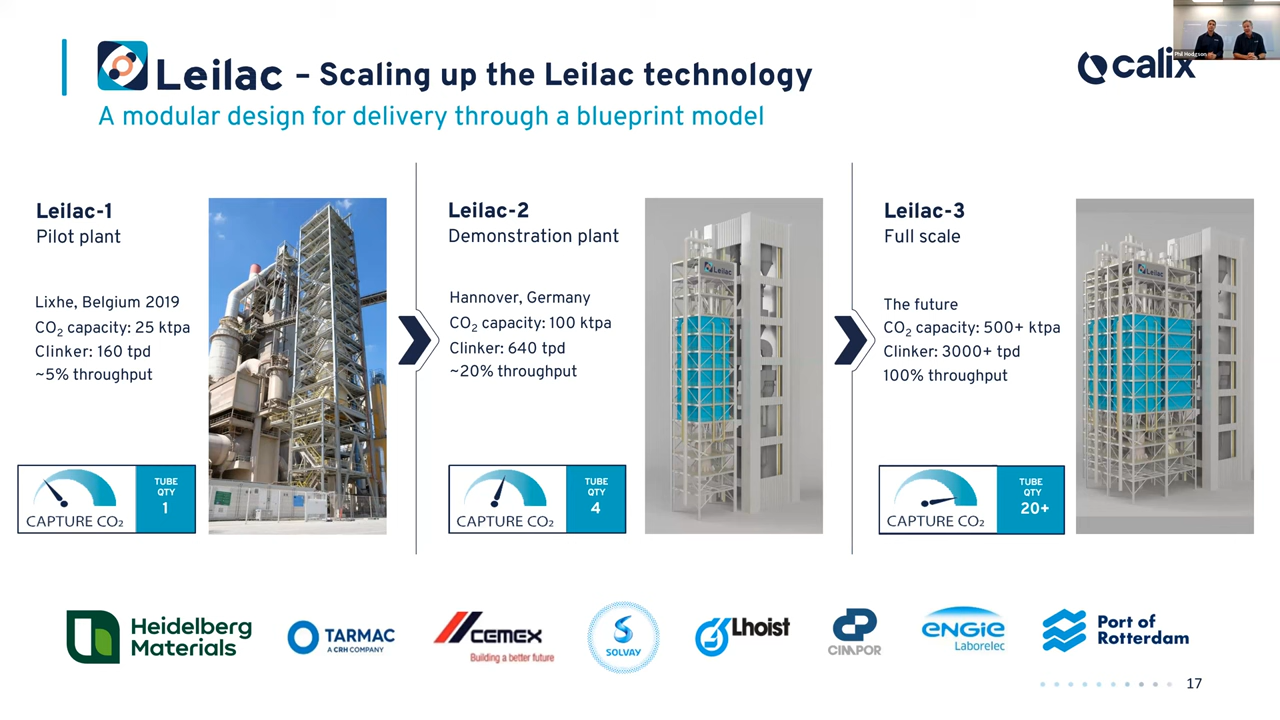 Leilac – Scaling up the Leilac technology
A modular design for delivery through a blueprint model
calix
Phil Hodgson
Leilac-1
Pilot plant
Lixhe, Belgium 2019
CO₂ capacity: 25 ktpa
Clinker: 160 tpd
~5% throughput
CAPTURE CO₂
TUBE
QTY
1
Leilac-2
Demonstration plant
Hannover, Germany
CO₂ capacity: 100 ktpa
Clinker: 640 tpd
~20% throughput
CAPTURE CO₂
TUBE
QTY
4
Leilac
Leilac-3
Full scale
The future
CO₂ capacity: 500+ ktpa
Clinker: 3000+ tpd
100% throughput
CAPTURE CO₂
TUBE
QTY
20+
Leilac
Heidelberg
Materials
TARMAC
A CRH COMPANY
CEMEX
Building a better future
SOLVAY
Lhoist
CIMPOR
ENGIE
Laborelec
Port of
Rotterdam
17